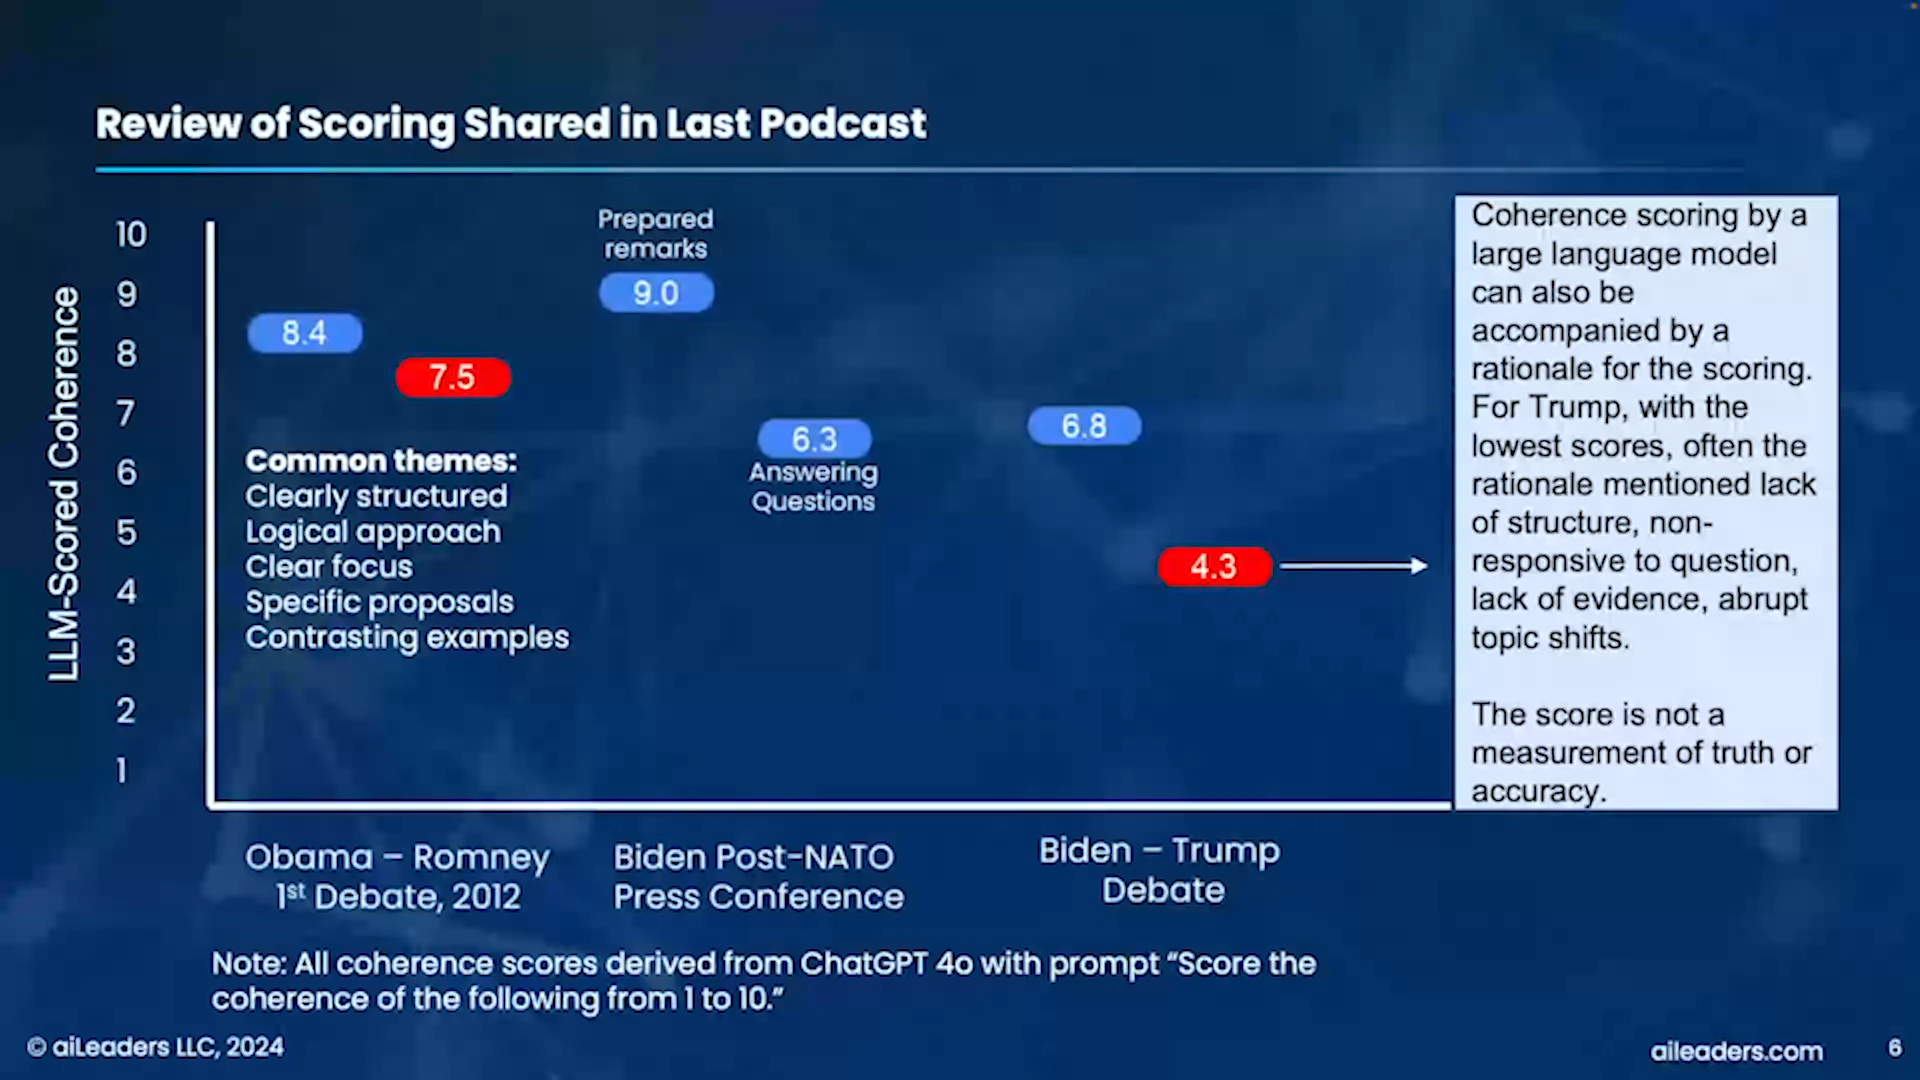 Review of Scoring Shared in Last Podcast
LLM-Scored Coherence
10
9
8
7
6
5
4
3
2
1
8.4
7.5
Common themes:
Clearly structured
Logical approach
Clear focus
Specific proposals
Contrasting examples
Prepared
remarks
9.0
6.3
Answering
Questions
6.8
4.3
Coherence scoring by a
large language model
can also be
accompanied by a
rationale for the scoring.
For Trump, with the
lowest scores, often the
rationale mentioned lack
of structure, non-
responsive to question,
lack of evidence, abrupt
topic shifts.
The score is not a
measurement of truth or
accuracy.
Obama – Romney
1st Debate, 2012
Biden Post-NATO
Press Conference
Biden – Trump
Debate
Note: All coherence scores derived from ChatGPT 4o with prompt “Score the
coherence of the following from 1 to 10.”
© aiLeaders LLC, 2024
aileaders.com
6